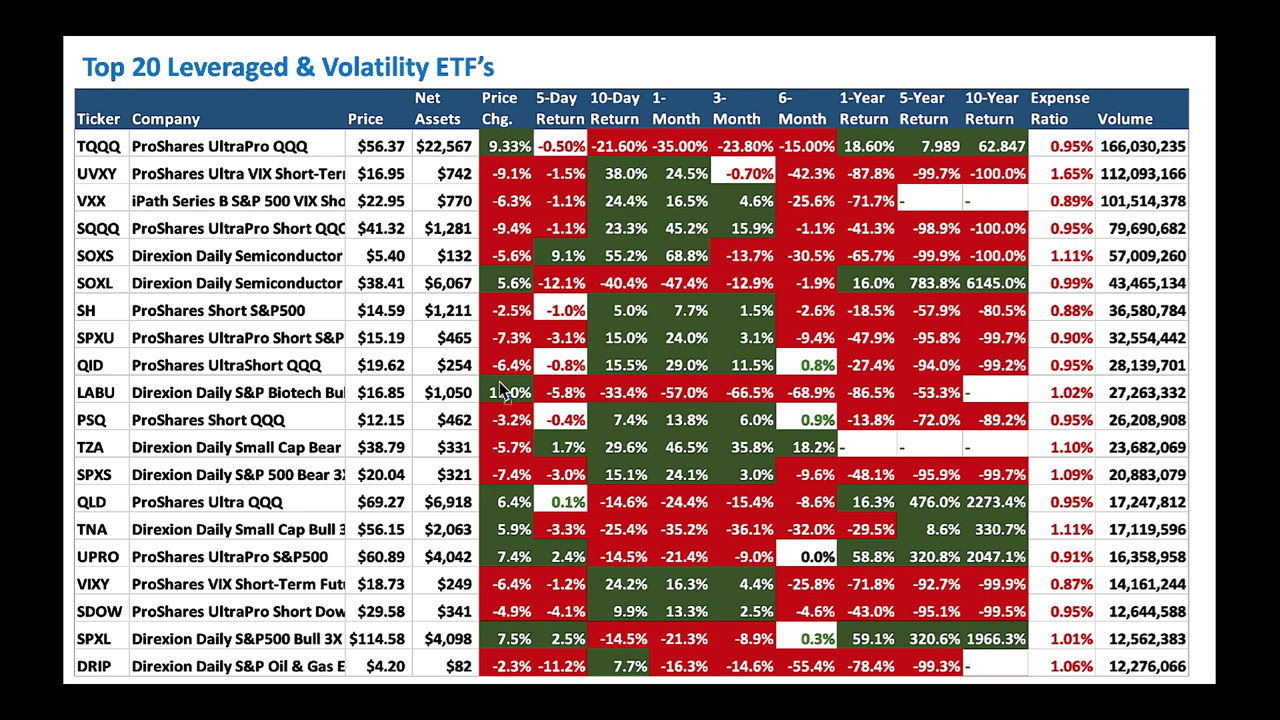 Top 20 Leveraged & Volatility ETF's
Net Price 5-Day 10-Day 1- 3- 6- 1-Year 5-Year 10-Year Expense
Ticker Company Price Assets Chg. Return Return Month Month Month Return Return Return Ratio Volume
TQQQ ProShares UltraPro QQQ $56.37 $22,567 9.33% -0.50% -21.60% -35.00% -23.80% -15.00% 18.60% 7.989 62.847 0.95% 166,030,235
UVXY ProShares Ultra VIX Short-Terr $16.95 $742 -9.1% -1.5% 38.0% 24.5% -0.70% -42.3% -87.8% -99.7% -100.0% 1.65% 112,093,166
VXX iPath Series B S&P 500 VIX Sho $22.95 $770 -6.3% -1.1% 24.4% 16.5% 4.6% -25.6% -71.7% - - 0.89% 101,514,378
SQQQ ProShares UltraPro Short QQQ $41.32 $1,281 -9.4% -1.1% 23.3% 45.2% 15.9% -1.1% -41.3% -98.9% -100.0% 0.95% 79,690,682
SOXS Direxion Daily Semiconductor $5.40 $132 -5.6% 9.1% 55.2% 68.8% -13.7% -30.5% -65.7% -99.9% -100.0% 1.11% 57,009,260
SOXL Direxion Daily Semiconductor $38.41 $6,067 5.6% -12.1% -40.4% -47.4% -12.9% -1.9% 16.0% 783.8% 6145.0% 0.99% 43,465,134
SH ProShares Short S&P500 $14.59 $1,211 -2.5% -1.0% 5.0% 7.7% 1.5% -2.6% -18.5% -57.9% -80.5% 0.88% 36,580,784
SPXU ProShares UltraPro Short S&P $15.19 $465 -7.3% -3.1% 15.0% 24.0% 3.1% -9.4% -47.9% -95.8% -99.7% 0.90% 32,554,442
QID ProShares UltraShort QQQ $19.62 $254 -6.4% -0.8% 15.5% 29.0% 11.5% 0.8% -27.4% -94.0% -99.2% 0.95% 28,139,701
LABU Direxion Daily S&P Biotech Bul $16.85 $1,050 -5.8% -33.4% -57.0% -66.5% -68.9% -86.5% -53.3% - 1.02% 27,263,332
PSQ ProShares Short QQQ $12.15 $462 -3.2% -0.4% 7.4% 13.8% 6.0% 0.9% -13.8% -72.0% -89.2% 0.95% 26,208,908
TZA Direxion Daily Small Cap Bear $38.79 $331 -5.7% 1.7% 29.6% 46.5% 35.8% 18.2% - - - 1.10% 23,682,069
SPXS Direxion Daily S&P 500 Bear 3X $20.04 $321 -7.4% -3.0% 15.1% 24.1% 3.0% -9.6% -48.1% -95.9% -99.7% 1.09% 20,883,079
QLD ProShares Ultra QQQ $69.27 $6,918 6.4% 0.1% -14.6% -24.4% -15.4% -8.6% 16.3% 476.0% 2273.4% 0.95% 17,247,812
TNA Direxion Daily Small Cap Bull 3 $56.15 $2,063 5.9% -3.3% -25.4% -35.2% -36.1% -32.0% -29.5% 8.6% 330.7% 1.11% 17,119,596
UPRO ProShares UltraPro S&P500 $60.89 $4,042 7.4% 2.4% -14.5% -21.4% -9.0% 0.0% 58.8% 320.8% 2047.1% 0.91% 16,358,958
VIXY ProShares VIX Short-Term Futu $18.73 $249 -6.4% -1.2% 24.2% 16.3% 4.4% -25.8% -71.8% -92.7% -99.9% 0.87% 14,161,244
SDOW ProShares UltraPro Short Dow $29.58 $341 -4.9% -4.1% 9.9% 13.3% 2.5% -4.6% -43.0% -95.1% -99.5% 0.95% 12,644,588
SPXL Direxion Daily S&P500 Bull 3X $114.58 $4,098 7.5% 2.5% -14.5% -21.3% -8.9% 0.3% 59.1% 320.6% 1966.3% 1.01% 12,562,383
DRIP Direxion Daily S&P Oil & Gas E $4.20 $82 -2.3% -11.2% 7.7% -16.3% -14.6% -55.4% -78.4% -99.3% - 1.06% 12,276,066